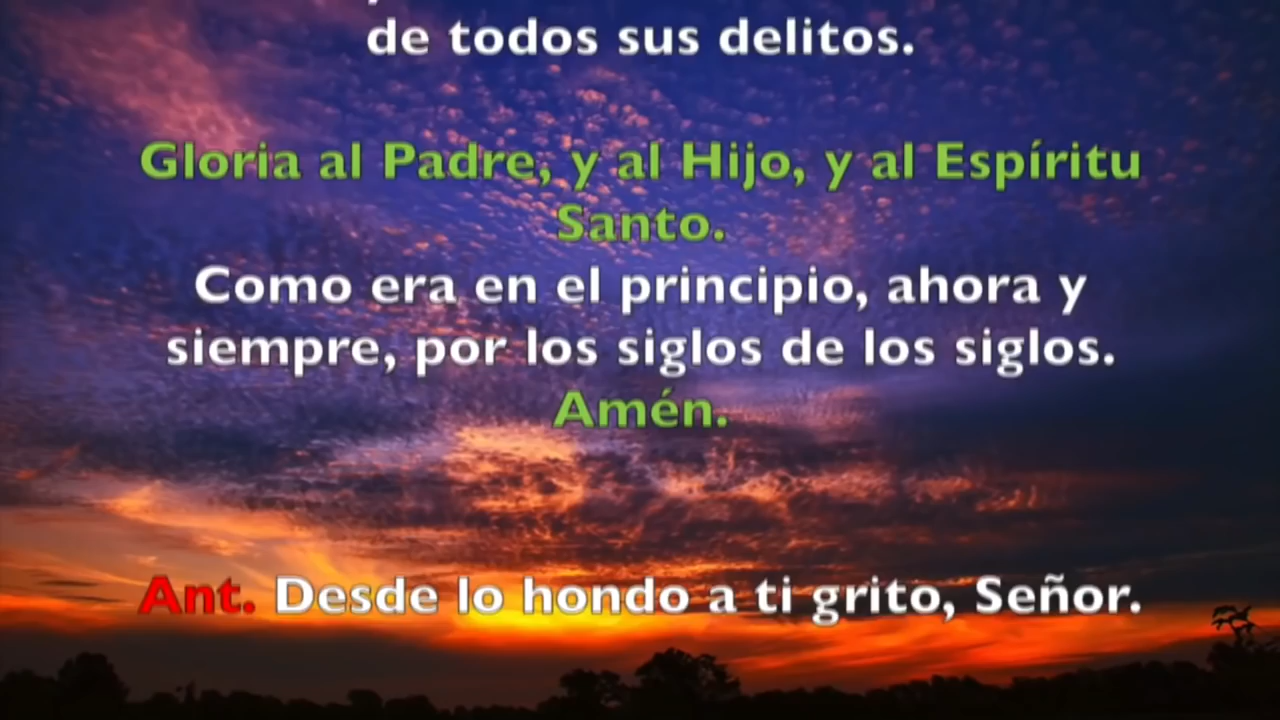 de todos sus delitos.
Gloria al Padre, y al Hijo, y al Espíritu
Santo.
Como era en el principio, ahora y
siempre, por los siglos de los siglos.
Amén.
Ant. Desde lo hondo a ti grito, Señor.